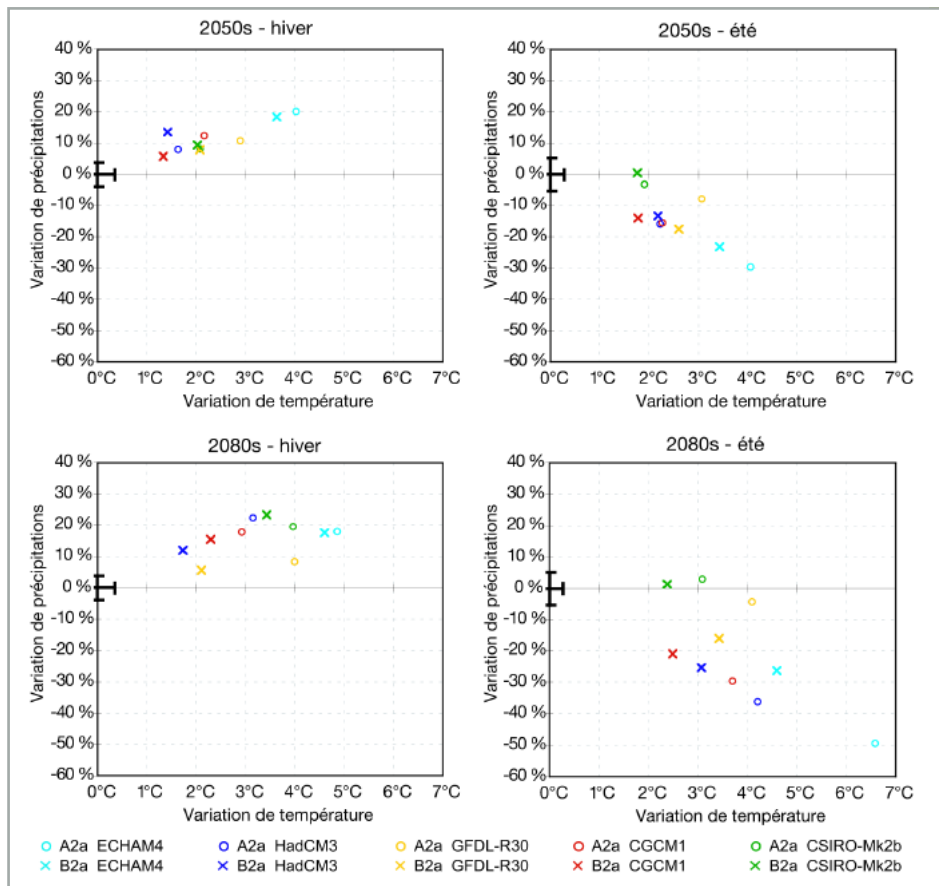 2050s - hiver
40 %
30 %
20 %
10 %
0 %
-10 %
-20 %
-30 %
-40 %
-50 %
-60 %
Variation de précipitations
0°C 1°C 2°C 3°C 4°C 5°C 6°C 7°C
Variation de température
2050s - été
40 %
30 %
20 %
10 %
0 %
-10 %
-20 %
-30 %
-40 %
-50 %
-60 %
Variation de précipitations
0°C 1°C 2°C 3°C 4°C 5°C 6°C 7°C
Variation de température
2080s - hiver
40 %
30 %
20 %
10 %
0 %
-10 %
-20 %
-30 %
-40 %
-50 %
-60 %
Variation de précipitations
0°C 1°C 2°C 3°C 4°C 5°C 6°C 7°C
Variation de température
2080s - été
40 %
30 %
20 %
10 %
0 %
-10 %
-20 %
-30 %
-40 %
-50 %
-60 %
Variation de précipitations
0°C 1°C 2°C 3°C 4°C 5°C 6°C 7°C
Variation de température
A2a ECHAM4 A2a HadCM3 A2a GFDL-R30 A2a CGCM1 A2a CSIRO-Mk2b
B2a ECHAM4 B2a HadCM3 B2a GFDL-R30 B2a CGCM1 B2a CSIRO-Mk2b